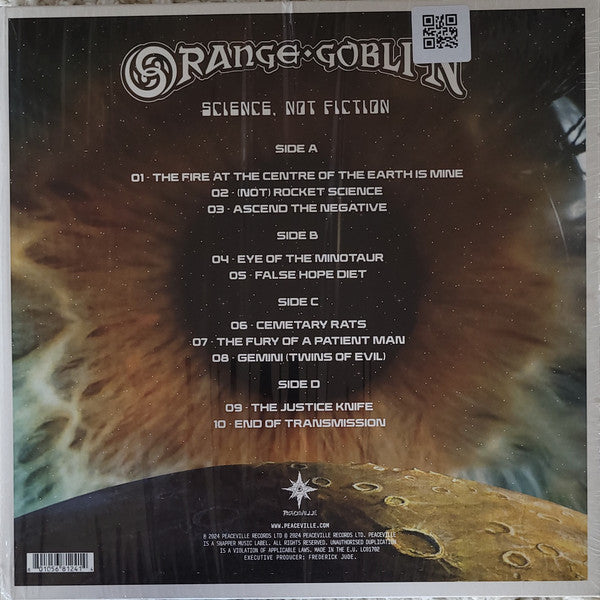 ORANGE · GOBLIN
SCIENCE, NOT FICTION
SIDE A
01 · THE FIRE AT THE CENTRE OF THE EARTH IS MINE
02 · (NOT) ROCKET SCIENCE
03 · ASCEND THE NEGATIVE
SIDE B
04 · EYE OF THE MINOTAUR
05 · FALSE HOPE DIET
SIDE C
06 · CEMETARY RATS
07 · THE FURY OF A PATIENT MAN
08 · GEMINI (TWINS OF EVIL)
SIDE D
09 · THE JUSTICE KNIFE
10 · END OF TRANSMISSION
PEACEVILLE
WWW.PEACEVILLE.COM
℗ 2024 PEACEVILLE RECORDS LTD © 2024 PEACEVILLE RECORDS LTD. PEACEVILLE
IS A SNAPPER MUSIC LABEL. ALL RIGHTS RESERVED. UNAUTHORISED DUPLICATION
IS A VIOLATION OF APPLICABLE LAWS. MADE IN THE E.U. LC01702
EXECUTIVE PRODUCER: FREDERICK JUDE.